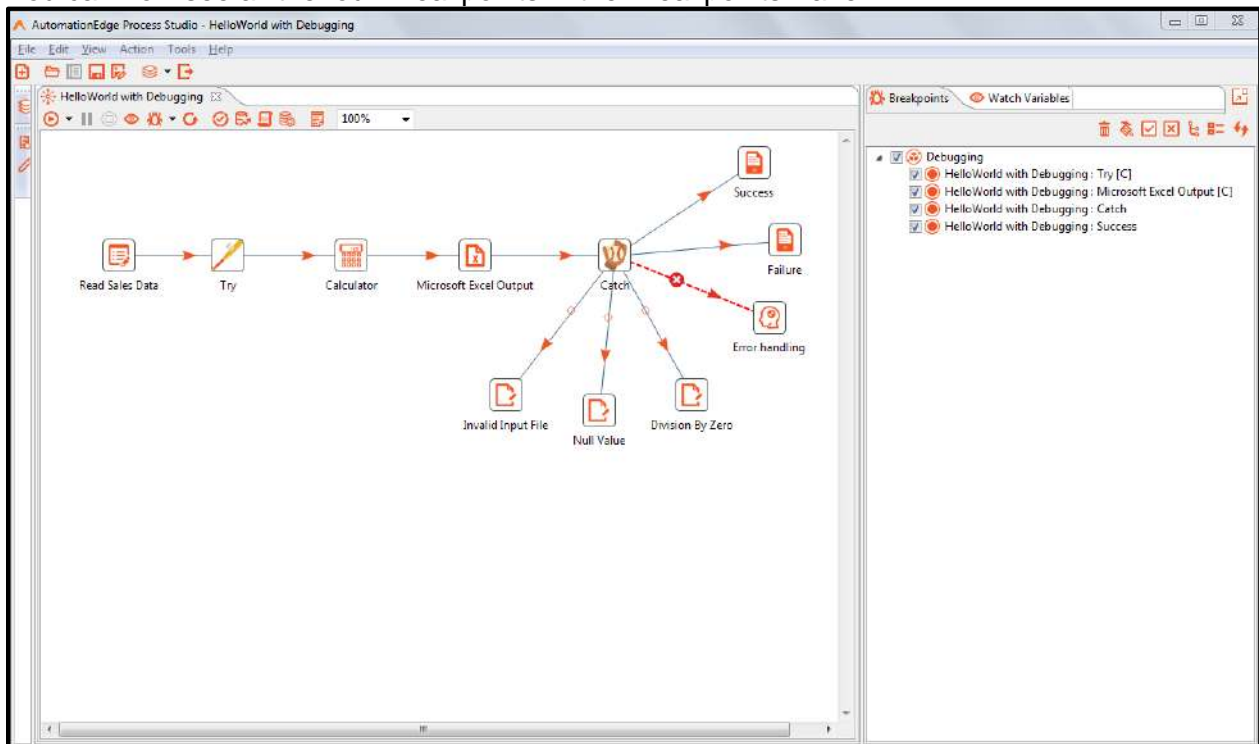 AutomationEdge Process Studio - HelloWorld with Debugging
File Edit View Action Tools Help
HelloWorld with Debugging
100%
Breakpoints
Watch Variables
Debugging
HelloWorld with Debugging : Try [C]
HelloWorld with Debugging : Microsoft Excel Output [C]
HelloWorld with Debugging : Catch
HelloWorld with Debugging : Success
Success
Failure
Read Sales Data
Try
Calculator
Microsoft Excel Output
Catch
Error handling
Invalid Input File
Null Value
Division By Zero